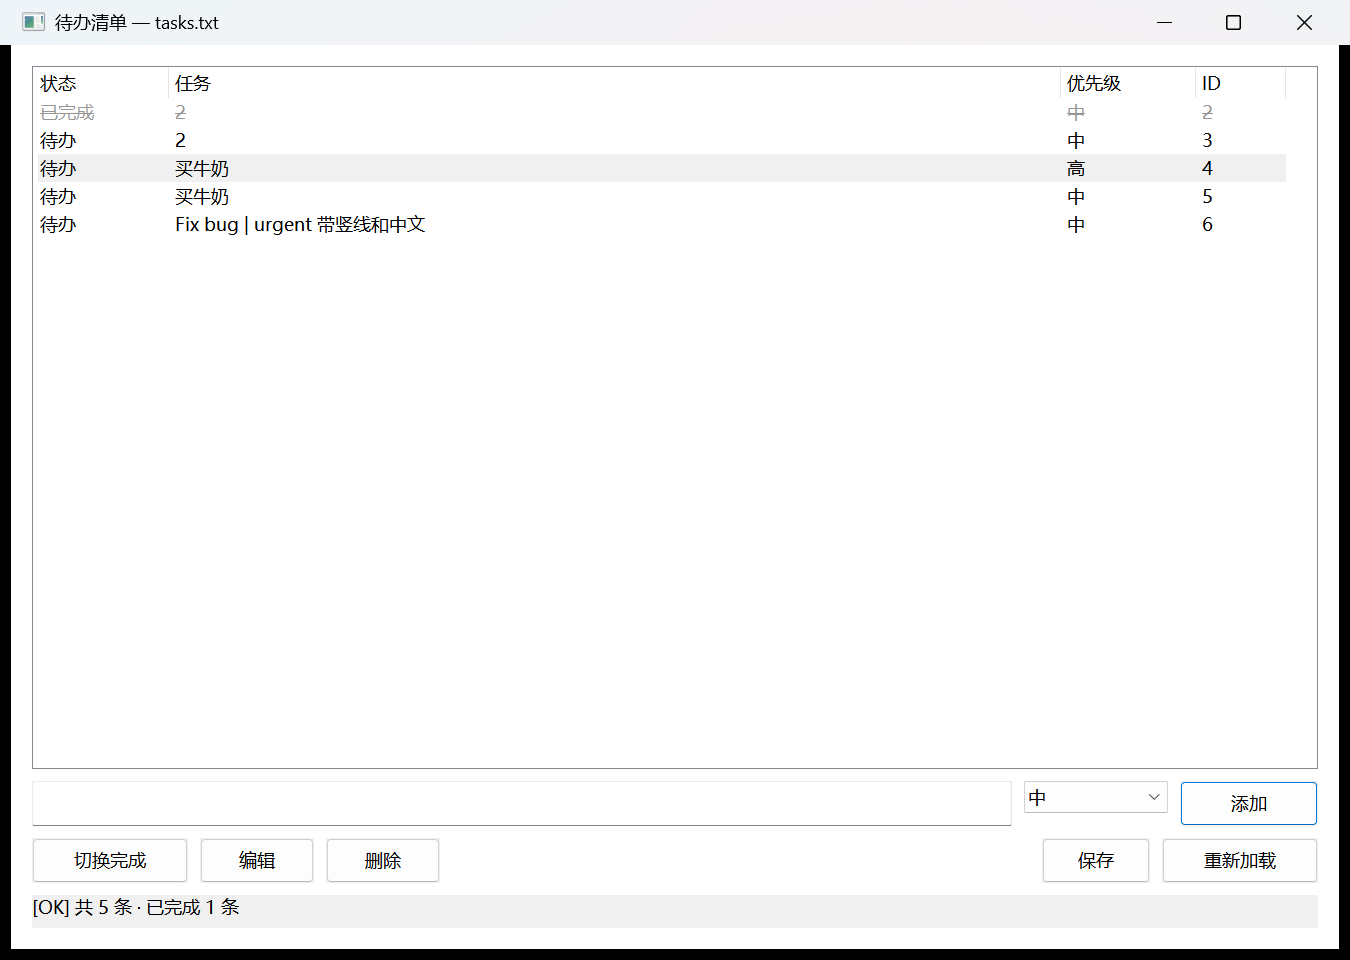 待办清单 — tasks.txt
状态 任务 优先级 ID
已完成 2 中 2
待办 2 中 3
待办 买牛奶 高 4
待办 买牛奶 中 5
待办 Fix bug | urgent 带竖线和中文 中 6
中 添加
切换完成 编辑 删除 保存 重新加载
[OK] 共 5 条 · 已完成 1 条